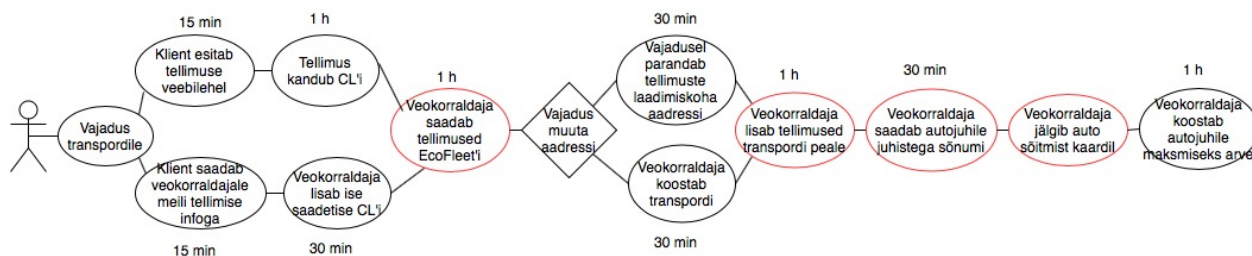 15 min
1 h
30 min
Klient esitab
tellimuse
veebilehel
Tellimus
kandub CL'i
1 h
Vajadusel
parandab
tellimuste
laadimiskoha
aadressi
1 h
30 min
1 h
Vajadus
transpordile
Veokorraldaja
saadab
tellimused
EcoFleet'i
Vajadus
muuta
aadressi
Veokorraldaja
lisab tellimused
transpordi peale
Veokorraldaja
saadab autojuhile
juhistega sõnumi
Veokorraldaja
jälgib auto
sõitmist kaardil
Veokorraldaja
koostab
autojuhile
maksmiseks arve
Klient saadab
veokorraldajale
meili tellimise
infoga
Veokorraldaja
lisab ise
saadetise CL'i
Veokorraldaja
koostab
transpordi
15 min
30 min
30 min